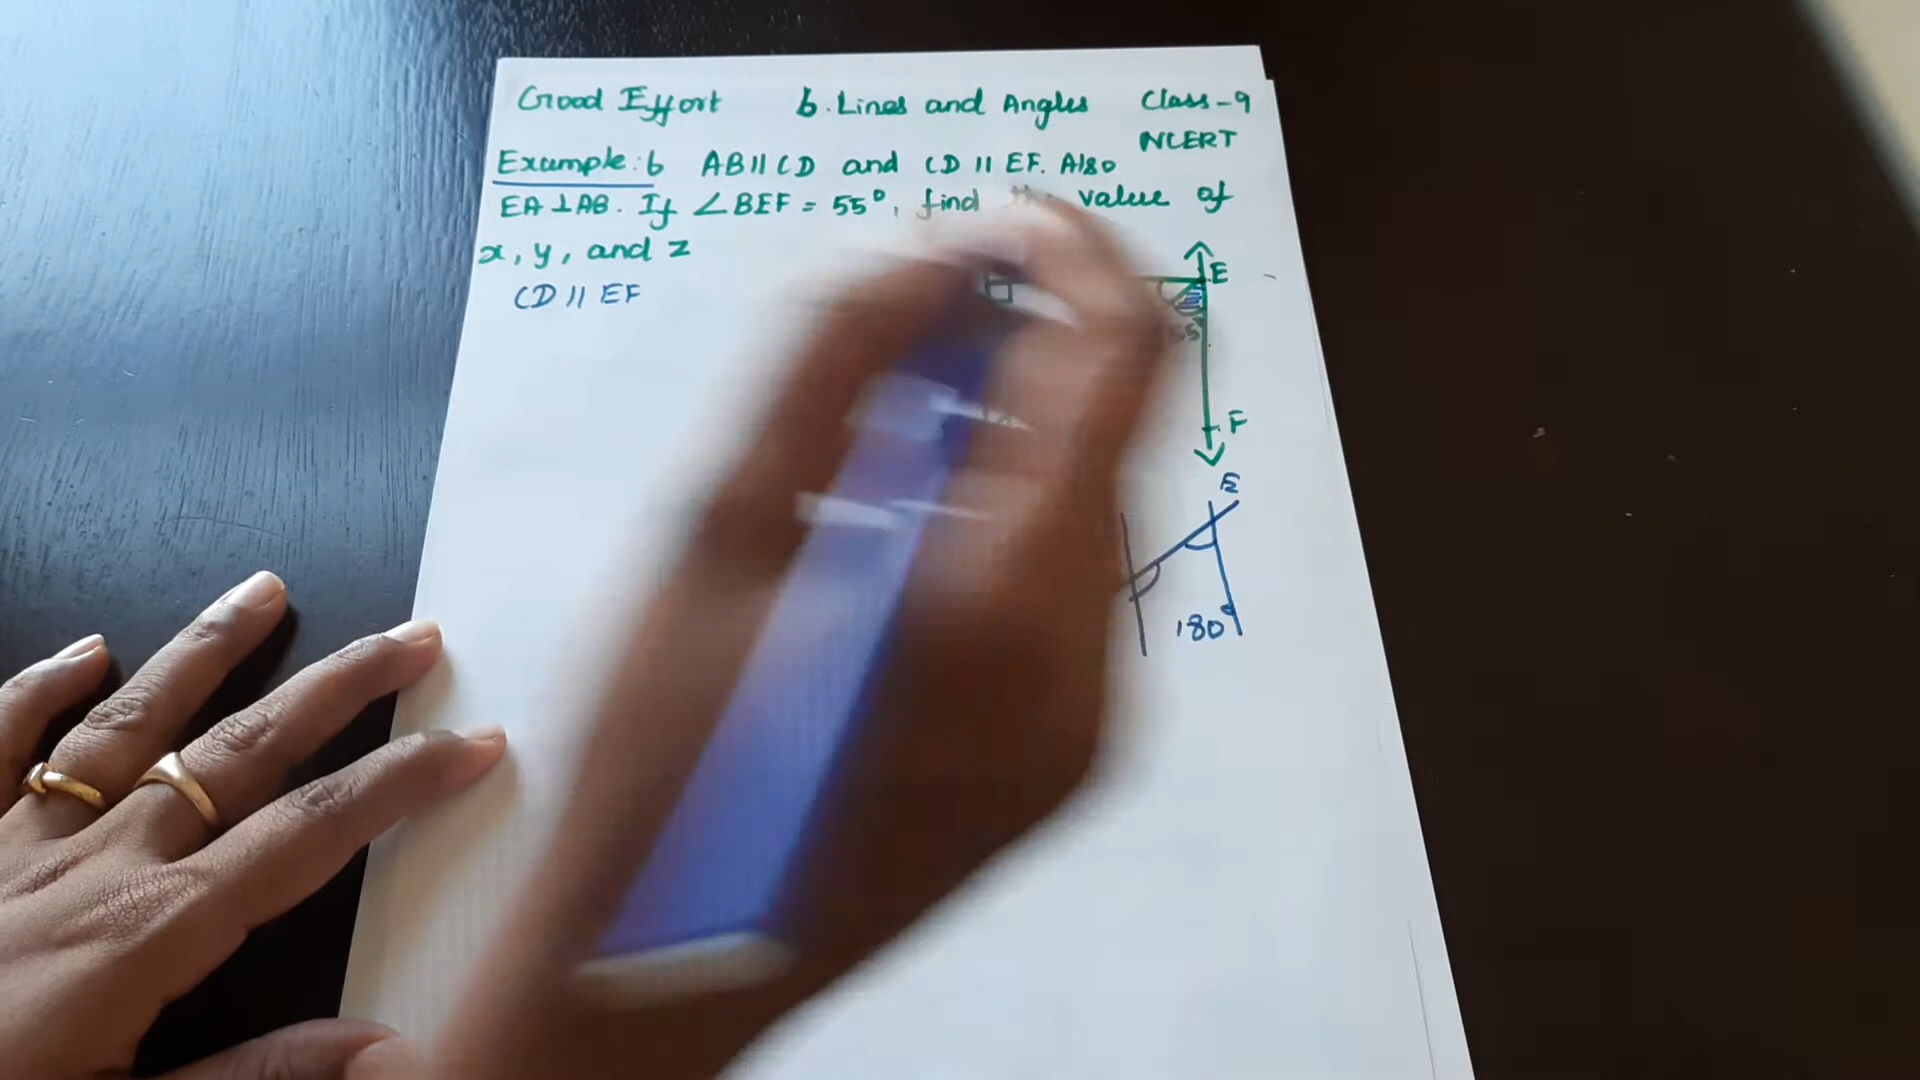 Good Effort 6. Lines and Angles Class-9
NCERT
Example: 6 AB || CD and CD || EF. Also
EA ⊥ AB. If ∠BEF = 55°, find value of
x, y, and z
CD || EF
E
55
F
E
180